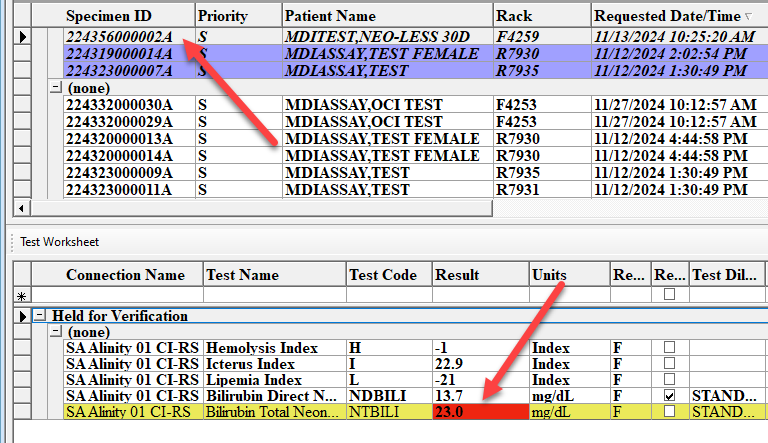 Specimen ID Priority Patient Name Rack Requested Date/Time
224356000002A S MDITEST,NEO-LESS 30D F4259 11/13/2024 10:25:20 AM
224319000014A S MDIASSAY,TEST FEMALE R7930 11/12/2024 2:02:54 PM
224323000007A S MDIASSAY,TEST R7935 11/12/2024 1:30:49 PM
(none)
224332000030A S MDIASSAY,OCI TEST F4253 11/27/2024 10:12:57 AM
224332000029A S MDIASSAY,OCI TEST F4253 11/27/2024 10:12:57 AM
224320000013A S MDIASSAY,TEST FEMALE R7930 11/12/2024 4:44:58 PM
224320000014A S MDIASSAY,TEST FEMALE R7930 11/12/2024 4:44:58 PM
224323000009A S MDIASSAY,TEST R7935 11/12/2024 1:30:49 PM
224323000011A S MDIASSAY,TEST R7931 11/12/2024 1:30:49 PM
Test Worksheet
Connection Name Test Name Test Code Result Units Re... Re... Test Dil...
Held for Verification
(none)
SA Alinity 01 CI-RS Hemolysis Index H -1 Index F
SA Alinity 01 CI-RS Icterus Index I 22.9 Index F
SA Alinity 01 CI-RS Lipemia Index L -21 Index F
SA Alinity 01 CI-RS Bilirubin Direct N... NDBILI 13.7 mg/dL F STAND...
SA Alinity 01 CI-RS Bilirubin Total Neon... NTBILI 23.0 mg/dL F STAND...